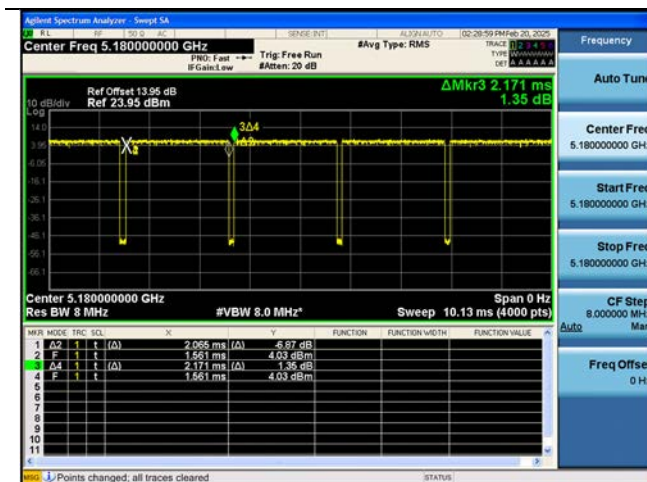 Agilent Spectrum Analyzer - Swept SA
RL RF 50 Ω AC SENSE:INT ALIGN AUTO 02:28:59 PM Feb 20, 2025
Center Freq 5.180000000 GHz #Avg Type: RMS TRACE 1 2 3 4 5 6
PNO: Fast Trig: Free Run TYPE
IFGain:Low #Atten: 20 dB DET A A A A A A
Frequency
Auto Tune
Ref Offset 13.95 dB ΔMkr3 2.171 ms
10 dB/div Ref 23.95 dBm 1.35 dB
Log
14.0
3.95
-6.05
-16.1
-26.1
-36.1
-46.1
-56.1
-66.1
3Δ4
Center Freq
5.180000000 GH
Start Freq
5.180000000 GH
Stop Freq
5.180000000 GH
Center 5.180000000 GHz Span 0 Hz
Res BW 8 MHz #VBW 8.0 MHz* Sweep 10.13 ms (4000 pts)
CF Step
8.000000 MH
Auto Man
Freq Offse
0 H
MKR MODE TRC SCL X Y FUNCTION FUNCTION WIDTH FUNCTION VALUE
1 Δ2 1 t (Δ) 2.065 ms (Δ) -6.87 dB
2 F 1 t 1.561 ms 4.03 dBm
3 Δ4 1 t (Δ) 2.171 ms (Δ) 1.35 dB
4 F 1 t 1.561 ms 4.03 dBm
5
6
7
8
9
10
11
MSG Points changed; all traces cleared STATUS